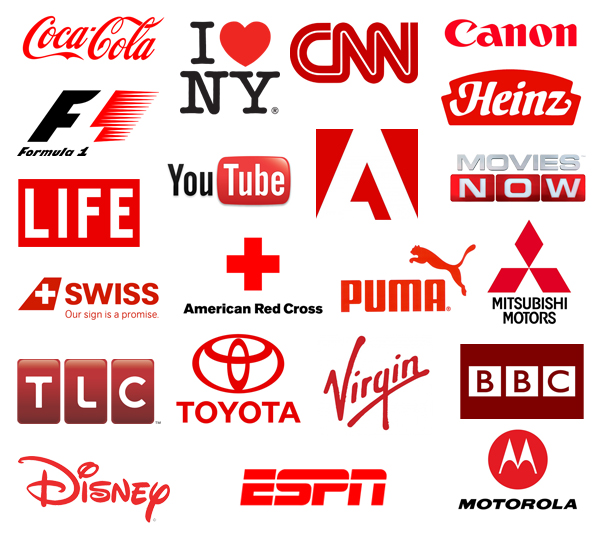 Coca-Cola
I
NY®
CNN
Canon
F1
Formula 1
Heinz
YouTube
MOVIES
NOW
LIFE
SWISS
Our sign is a promise.
American Red Cross
PUMA®
MITSUBISHI
MOTORS
TLC™
TOYOTA
Virgin
BBC
Disney
ESPN
MOTOROLA